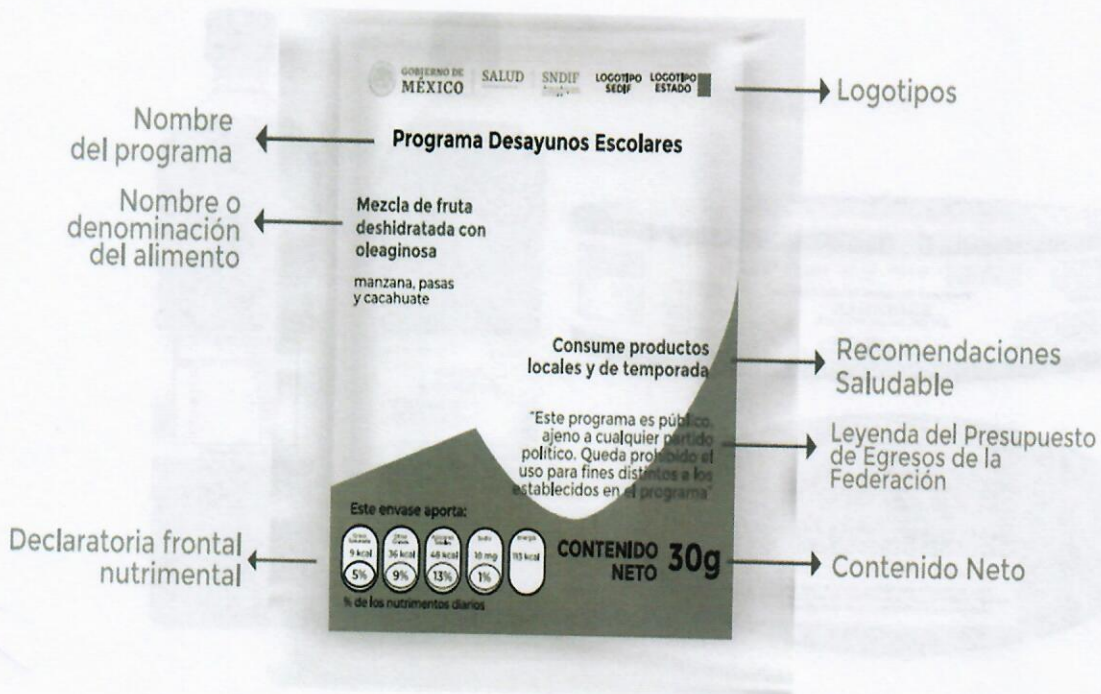 GOBIERNO DE
MÉXICO
SALUD
SNDIF
LOGOTIPO
SEDIF
LOGOTIPO
ESTADO
Logotipos
Nombre
del programa
Programa Desayunos Escolares
Nombre o
denominación
del alimento
Mezcla de fruta
deshidratada con
oleaginosa
manzana, pasas
y cacahuate
Consume productos
locales y de temporada
Recomendaciones
Saludable
"Este programa es público,
ajeno a cualquier partido
político. Queda prohibido el
uso para fines distintos a los
establecidos en el programa"
Leyenda del Presupuesto
de Egresos de la
Federación
Declaratoria frontal
nutrimental
Este envase aporta:
9 kcal
5%
36 kcal
9%
48 kcal
13%
Sodio
10 mg
1%
Energía
113 kcal
% de los nutrimentos diarios
CONTENIDO
NETO
30g
Contenido Neto